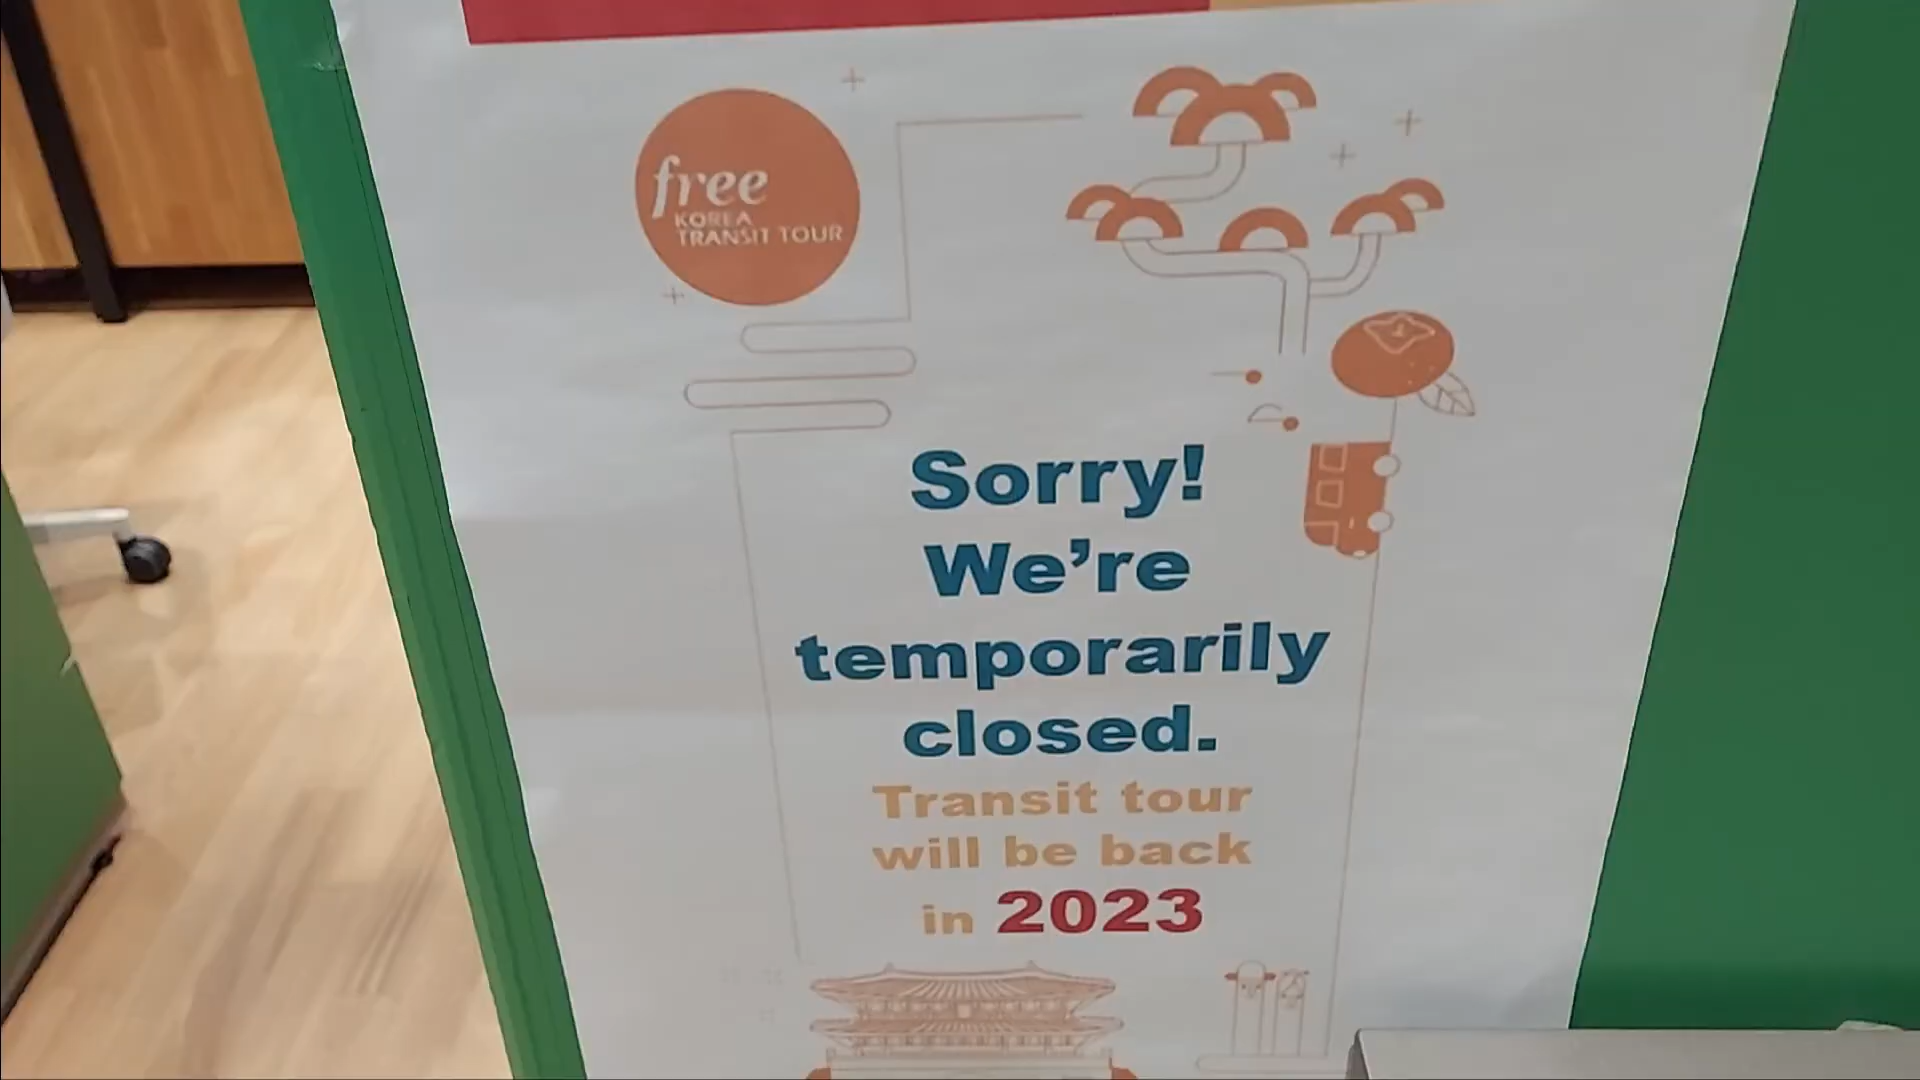 free
KOREA
TRANSIT TOUR
Sorry!
We're
temporarily
closed.
Transit tour
will be back
in 2023